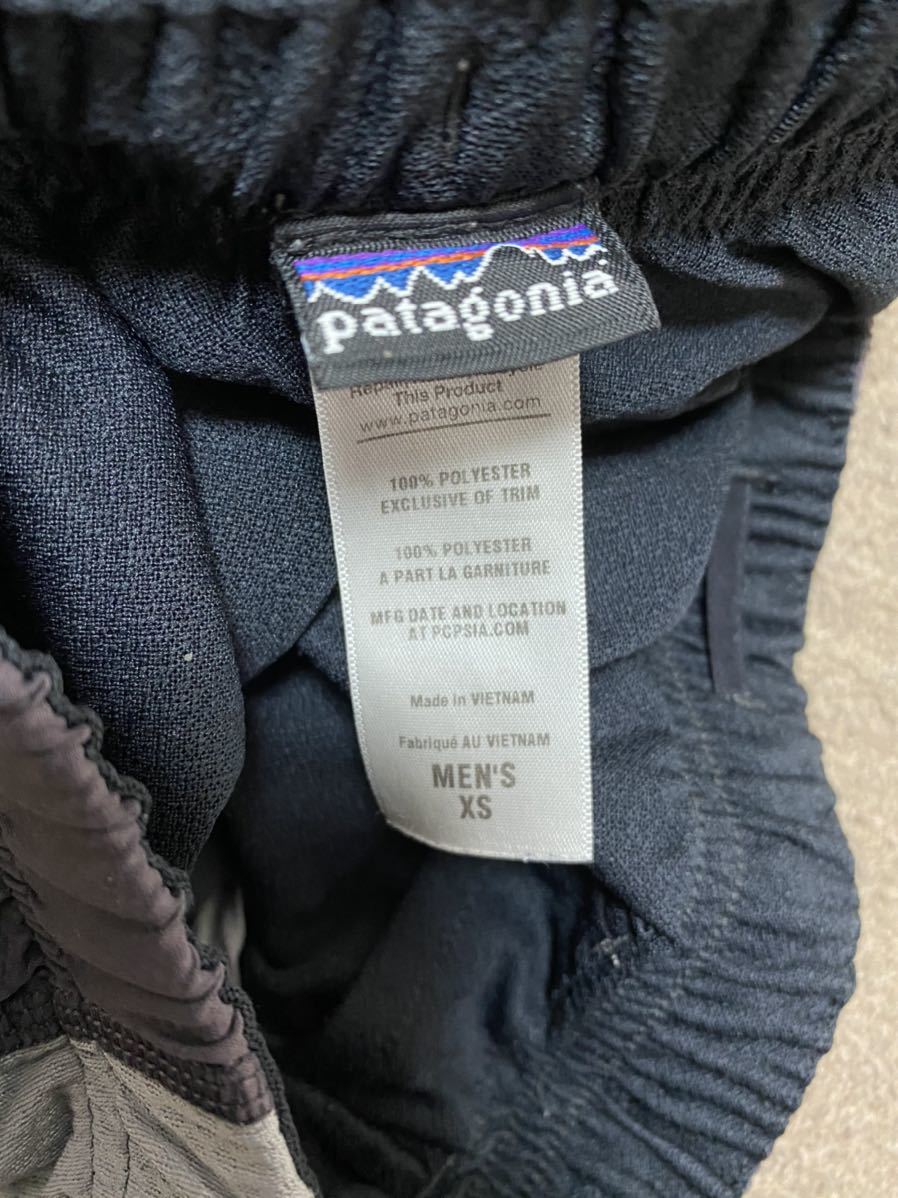 patagonia
This Product
www.patagonia.com
100% POLYESTER
EXCLUSIVE OF TRIM
100% POLYESTER
A PART LA GARNITURE
MFG DATE AND LOCATION
AT PCPSIA.COM
Made in VIETNAM
Fabriqué AU VIETNAM
MEN'S
XS